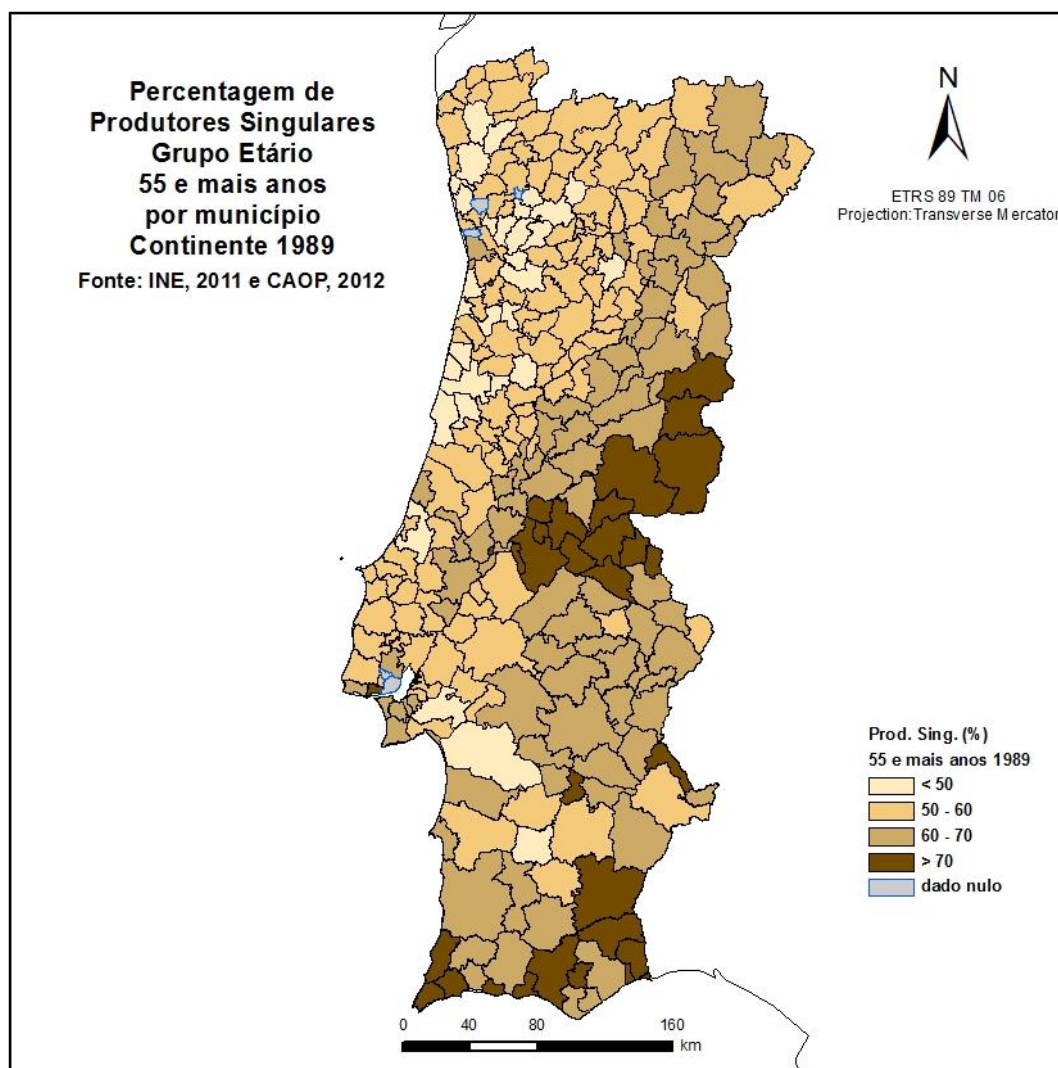 Percentagem de
Produtores Singulares
Grupo Etário
55 e mais anos
por município
Continente 1989
Fonte: INE, 2011 e CAOP, 2012
N
ETRS 89 TM 06
Projection:Transverse Mercator
Prod. Sing. (%)
55 e mais anos 1989
< 50
50 - 60
60 - 70
> 70
dado nulo
0 40 80 160
km